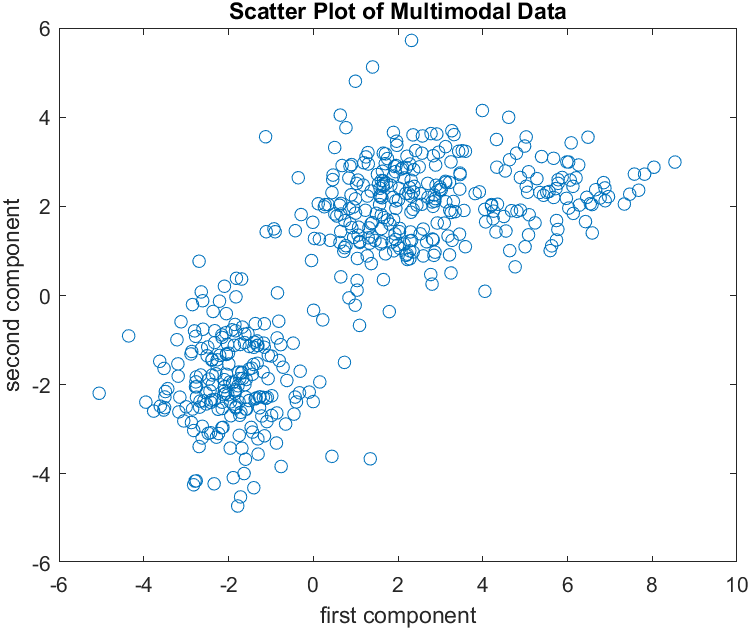 Scatter Plot of Multimodal Data
6
4
2
0
-2
-4
-6
second component
-6 -4 -2 0 2 4 6 8 10
first component